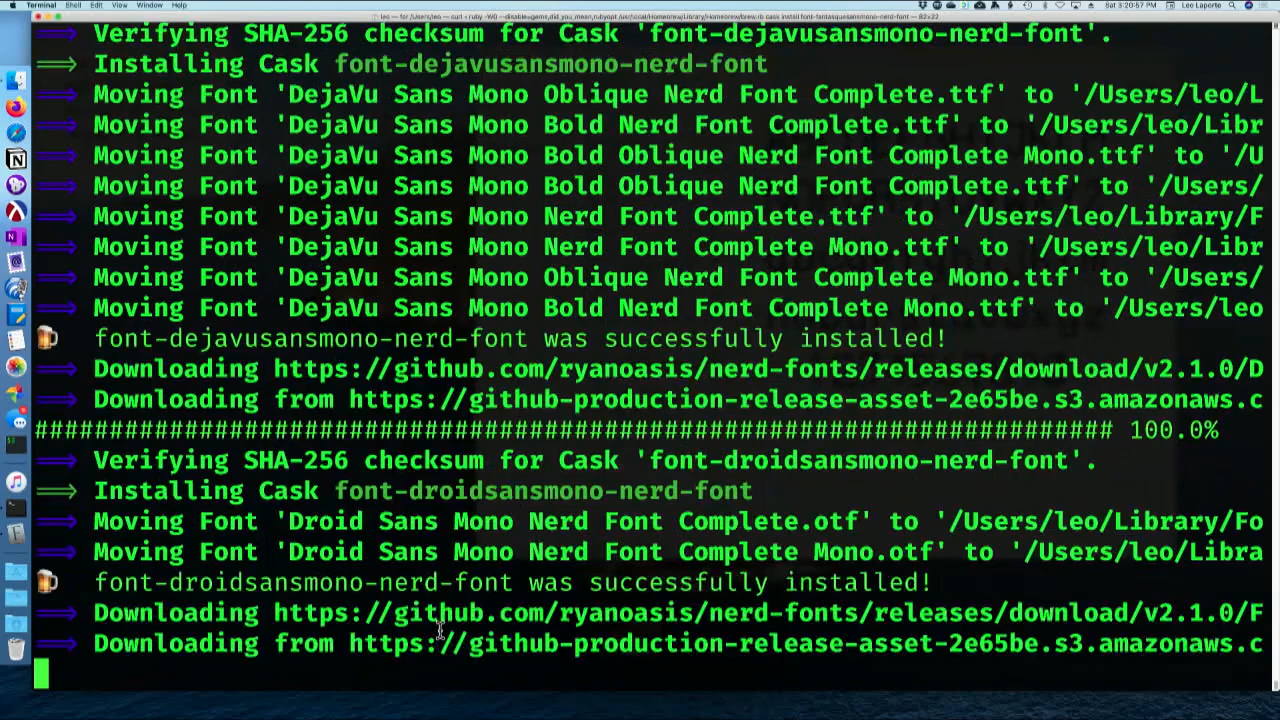 Terminal Shell Edit View Window Help
Sat 3:20:57 PM Leo Laporte
Verifying SHA-256 checksum for Cask 'font-dejavusansmono-nerd-font'.
Installing Cask font-dejavusansmono-nerd-font
Moving Font 'DejaVu Sans Mono Oblique Nerd Font Complete.ttf' to '/Users/leo/L
Moving Font 'DejaVu Sans Mono Bold Nerd Font Complete.ttf' to '/Users/leo/Libr
Moving Font 'DejaVu Sans Mono Bold Oblique Nerd Font Complete Mono.ttf' to '/U
Moving Font 'DejaVu Sans Mono Bold Oblique Nerd Font Complete.ttf' to '/Users/
Moving Font 'DejaVu Sans Mono Nerd Font Complete.ttf' to '/Users/leo/Library/F
Moving Font 'DejaVu Sans Mono Nerd Font Complete Mono.ttf' to '/Users/leo/Libr
Moving Font 'DejaVu Sans Mono Oblique Nerd Font Complete Mono.ttf' to '/Users/
Moving Font 'DejaVu Sans Mono Bold Nerd Font Complete Mono.ttf' to '/Users/leo
font-dejavusansmono-nerd-font was successfully installed!
Downloading https://github.com/ryanoasis/nerd-fonts/releases/download/v2.1.0/D
Downloading from https://github-production-release-asset-2e65be.s3.amazonaws.c
######################################################################## 100.0%
Verifying SHA-256 checksum for Cask 'font-droidsansmono-nerd-font'.
Installing Cask font-droidsansmono-nerd-font
Moving Font 'Droid Sans Mono Nerd Font Complete.otf' to '/Users/leo/Library/Fo
Moving Font 'Droid Sans Mono Nerd Font Complete Mono.otf' to '/Users/leo/Libra
font-droidsansmono-nerd-font was successfully installed!
Downloading https://github.com/ryanoasis/nerd-fonts/releases/download/v2.1.0/F
Downloading from https://github-production-release-asset-2e65be.s3.amazonaws.c